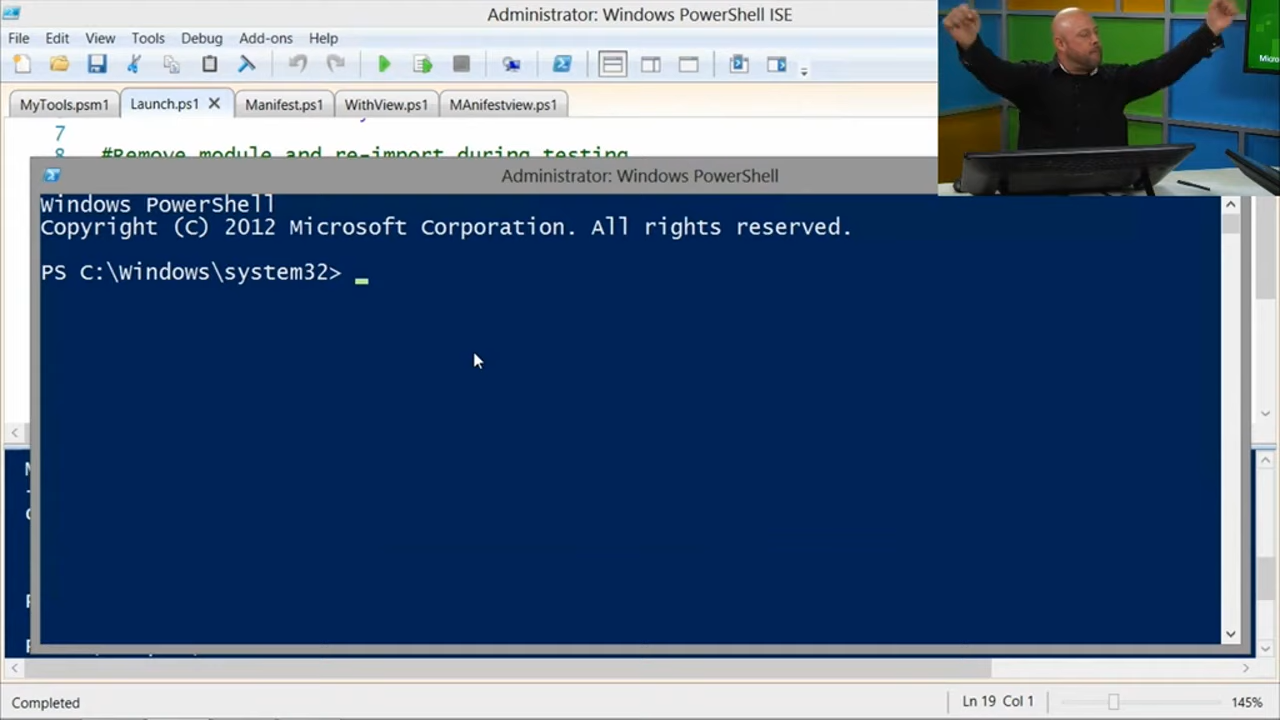 Administrator: Windows PowerShell ISE
File Edit View Tools Debug Add-ons Help
MyTools.psm1 Launch.ps1 Manifest.ps1 WithView.ps1 MAnifestview.ps1
7
8 #Remove module and re-import during testing
Micro
Administrator: Windows PowerShell
Windows PowerShell
Copyright (C) 2012 Microsoft Corporation. All rights reserved.
PS C:\Windows\system32>
Completed
Ln 19 Col 1
145%